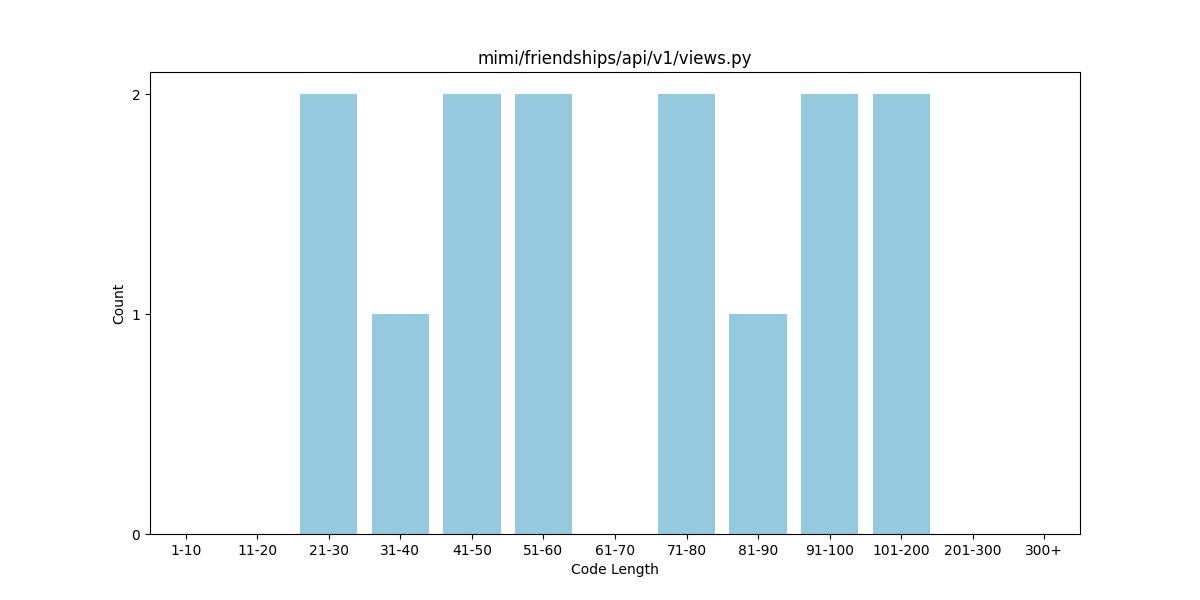 mimi/friendships/api/v1/views.py
2
1
0
Count
1-10 11-20 21-30 31-40 41-50 51-60 61-70 71-80 81-90 91-100 101-200 201-300 300+
Code Length